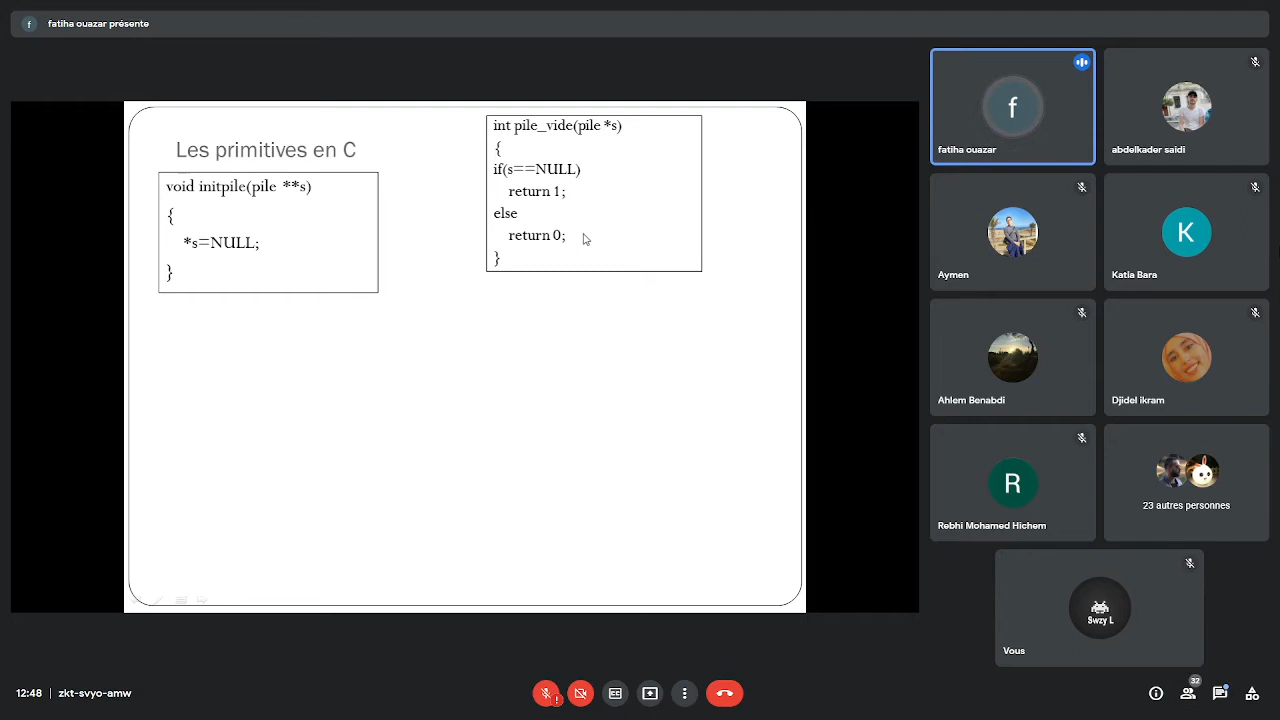 f fatiha ouazar présente
Les primitives en C
void initpile(pile **s)
{
*s=NULL;
}
int pile_vide(pile *s)
{
if(s==NULL)
return 1;
else
return 0;
}
f
fatiha ouazar
abdelkader saidi
Aymen
K
Katia Bara
Ahlem Benabdi
Djidel ikram
R
Rebhi Mohamed Hichem
23 autres personnes
Swzy L
Vous
12:48 | zkt-svyo-amw
32